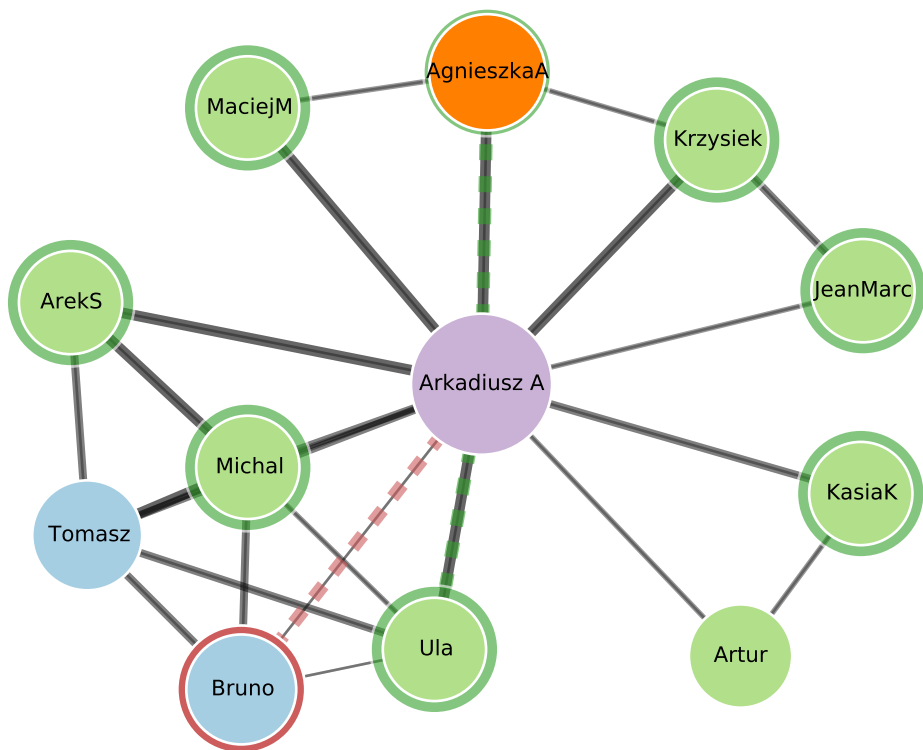 AgnieszkaA
MaciejM
Krzysiek
JeanMarc
ArekS
Arkadiusz A
Michal
KasiaK
Tomasz
Ula
Artur
Bruno